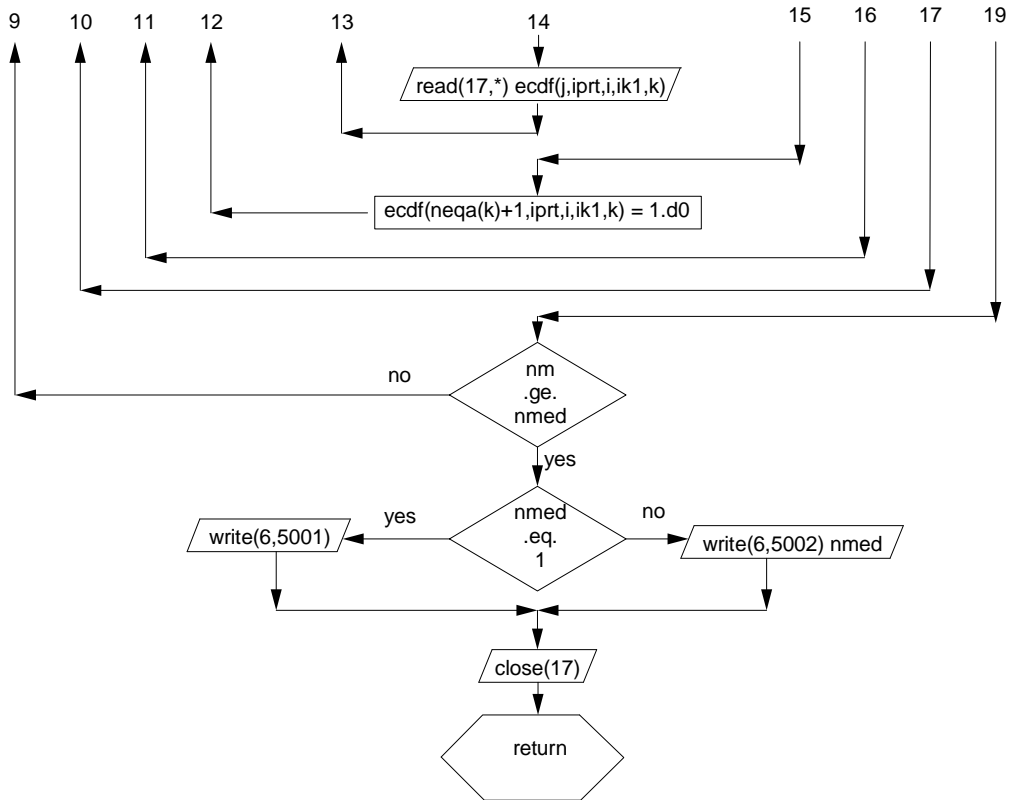 9 10 11 12 13 14 15 16 17 19
read(17,*) ecdf(j,iprt,i,ik1,k)
ecdf(neqa(k)+1,iprt,i,ik1,k) = 1.d0
nm
.ge.
nmed
no
yes
nmed
.eq.
1
yes
no
write(6,5001)
write(6,5002) nmed
close(17)
return